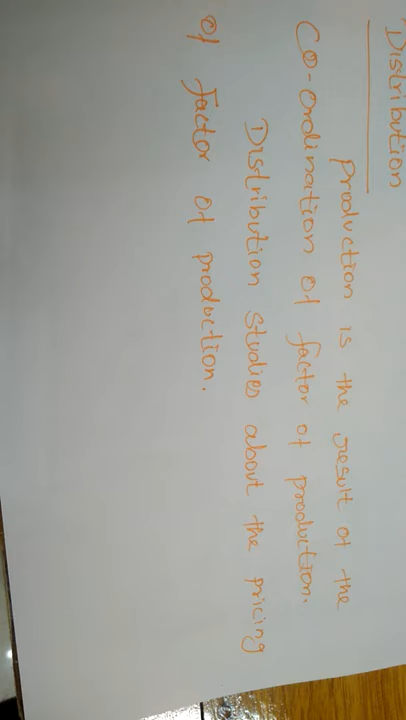 Distribution
production is the result of the
Co-ordination of factor of production.
Distribution studies about the pricing
of factor of production.